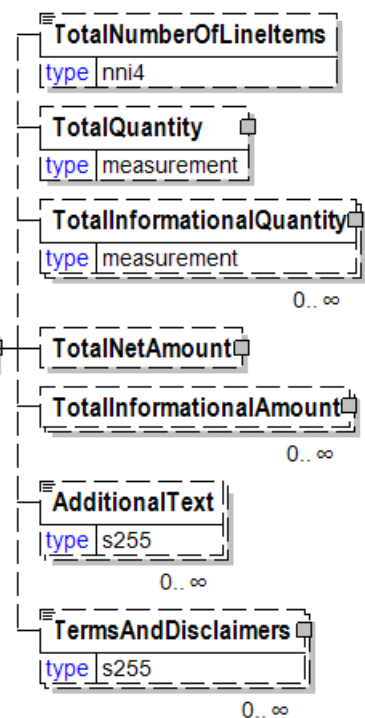 TotalNumberOfLineItems
type nni4
TotalQuantity
type measurement
TotalInformationalQuantity
type measurement
0.. ∞
TotalNetAmount
TotalInformationalAmount
0.. ∞
AdditionalText
type s255
0.. ∞
TermsAndDisclaimers
type s255
0.. ∞